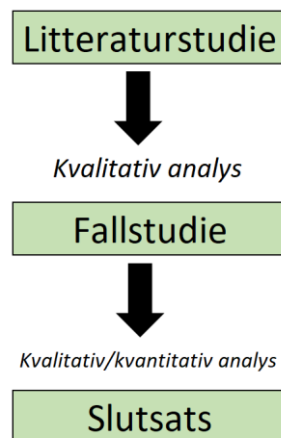 Litteraturstudie
Kvalitativ analys
Fallstudie
Kvalitativ/kvantitativ analys
Slutsats